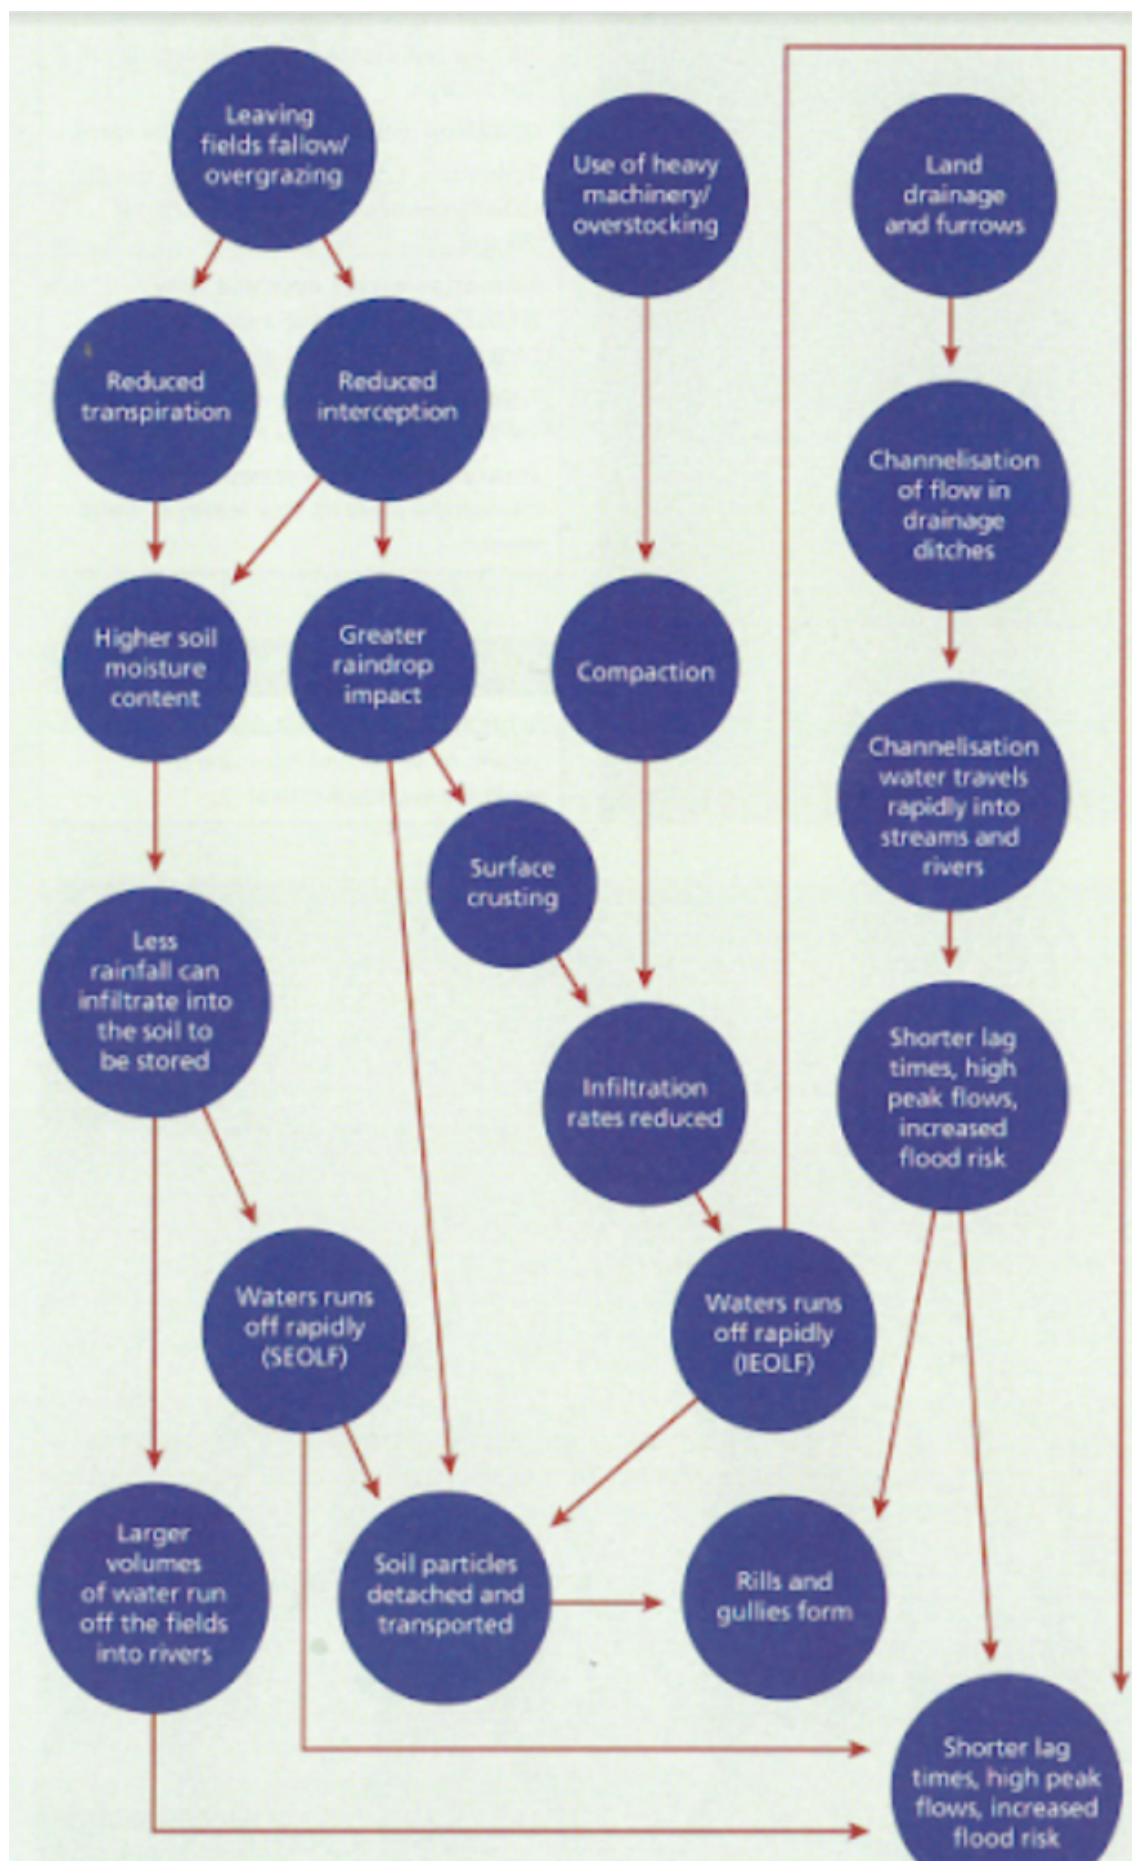 Leaving
fields fallow/
overgrazing
Use of heavy
machinery/
overstocking
Land
drainage
and furrows
Reduced
transpiration
Reduced
interception
Channelisation
of flow in
drainage
ditches
Higher soil
moisture
content
Greater
raindrop
impact
Compaction
Channelisation
water travels
rapidly into
streams and
rivers
Surface
crusting
Less
rainfall can
infiltrate into
the soil to
be stored
Infiltration
rates reduced
Shorter lag
times, high
peak flows,
increased
flood risk
Waters runs
off rapidly
(SEOLF)
Waters runs
off rapidly
(IEOLF)
Larger
volumes
of water run
off the fields
into rivers
Soil particles
detached and
transported
Rills and
gullies form
Shorter lag
times, high peak
flows, increased
flood risk